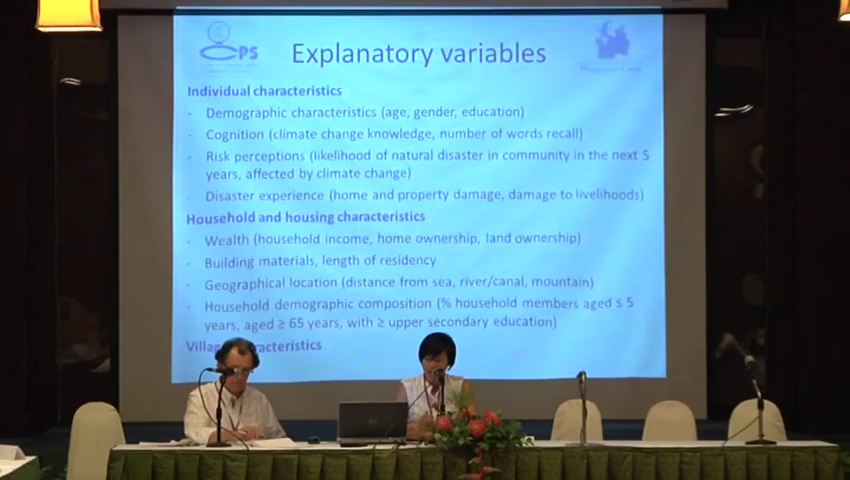 CPS
Explanatory variables
Individual characteristics
- Demographic characteristics (age, gender, education)
- Cognition (climate change knowledge, number of words recall)
- Risk perceptions (likelihood of natural disaster in community in the next 5
years, affected by climate change)
- Disaster experience (home and property damage, damage to livelihoods)
Household and housing characteristics
- Wealth (household income, home ownership, land ownership)
- Building materials, length of residency
- Geographical location (distance from sea, river/canal, mountain)
- Household demographic composition (% household members aged ≤ 5
years, aged ≥ 65 years, with ≥ upper secondary education)
Villag racteristics